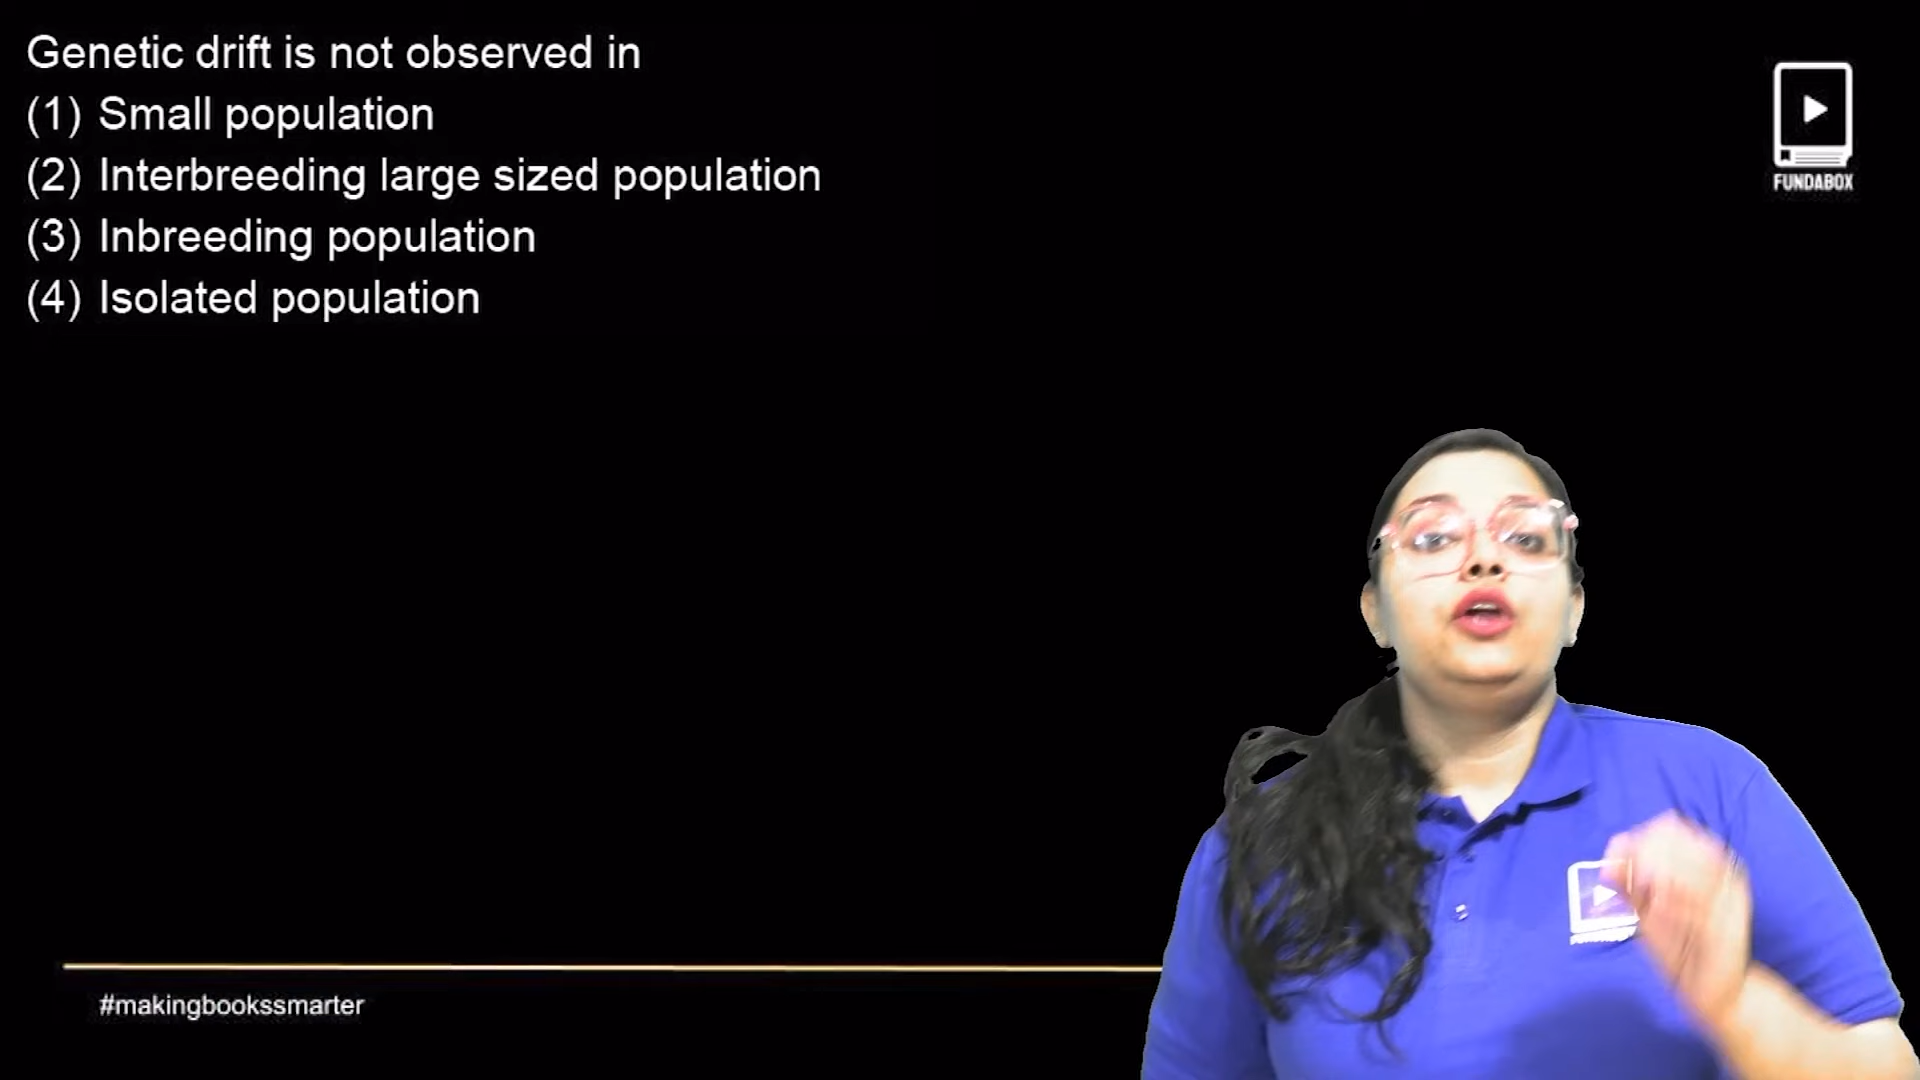 Genetic drift is not observed in
(1) Small population
(2) Interbreeding large sized population
(3) Inbreeding population
(4) Isolated population
FUNDABOX
#makingbookssmarter